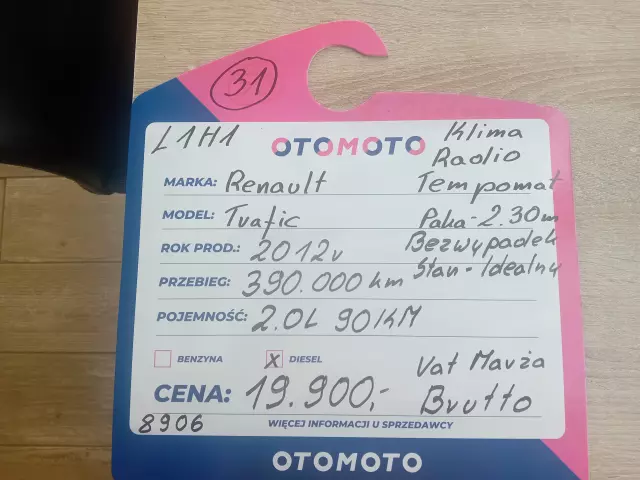 31
L1H1
OTOMOTO
Klima
Radio
MARKA: Renault
Tempomat
MODEL: Trafic
Paka - 2.30m
ROK PROD.: 2012r
Bezwypadek
Stan - Idealny
PRZEBIEG: 390.000 km
POJEMNOŚĆ: 2.0L 90KM
BENZYNA
X DIESEL
Vat Marża
CENA: 19.900,-
Brutto
8906
WIĘCEJ INFORMACJI U SPRZEDAWCY
OTOMOTO